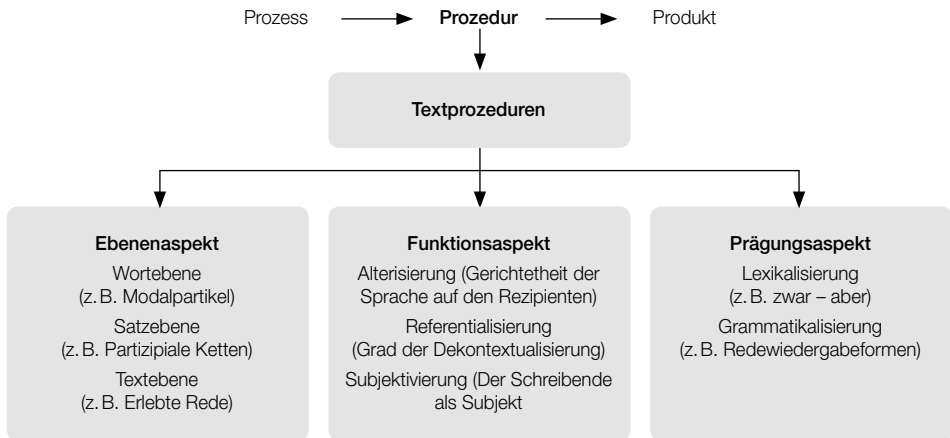 Prozess Prozedur Produkt
Textprozeduren
Ebenenaspekt
Wortebene
(z. B. Modalpartikel)
Satzebene
(z. B. Partizipiale Ketten)
Textebene
(z. B. Erlebte Rede)
Funktionsaspekt
Alterisierung (Gerichtetheit der
Sprache auf den Rezipienten)
Referentialisierung
(Grad der Dekontextualisierung)
Subjektivierung (Der Schreibende
als Subjekt
Prägungsaspekt
Lexikalisierung
(z. B. zwar – aber)
Grammatikalisierung
(z. B. Redewiedergabeformen)